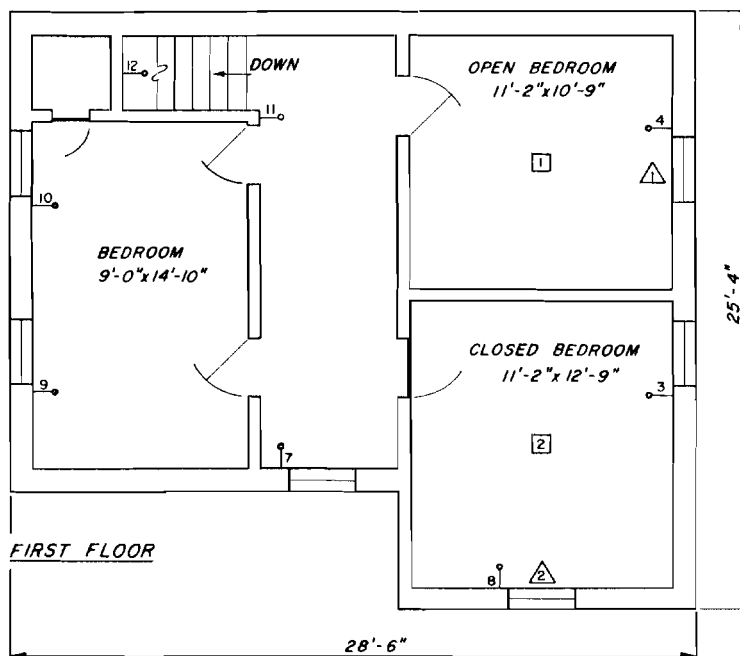 12
DOWN
11
OPEN BEDROOM
11'-2"x10'-9"
4
1
1
10
BEDROOM
9'-0"x14'-10"
25'-4"
CLOSED BEDROOM
11'-2"x 12'-9"
3
9
2
7
FIRST FLOOR
8
2
28'-6"